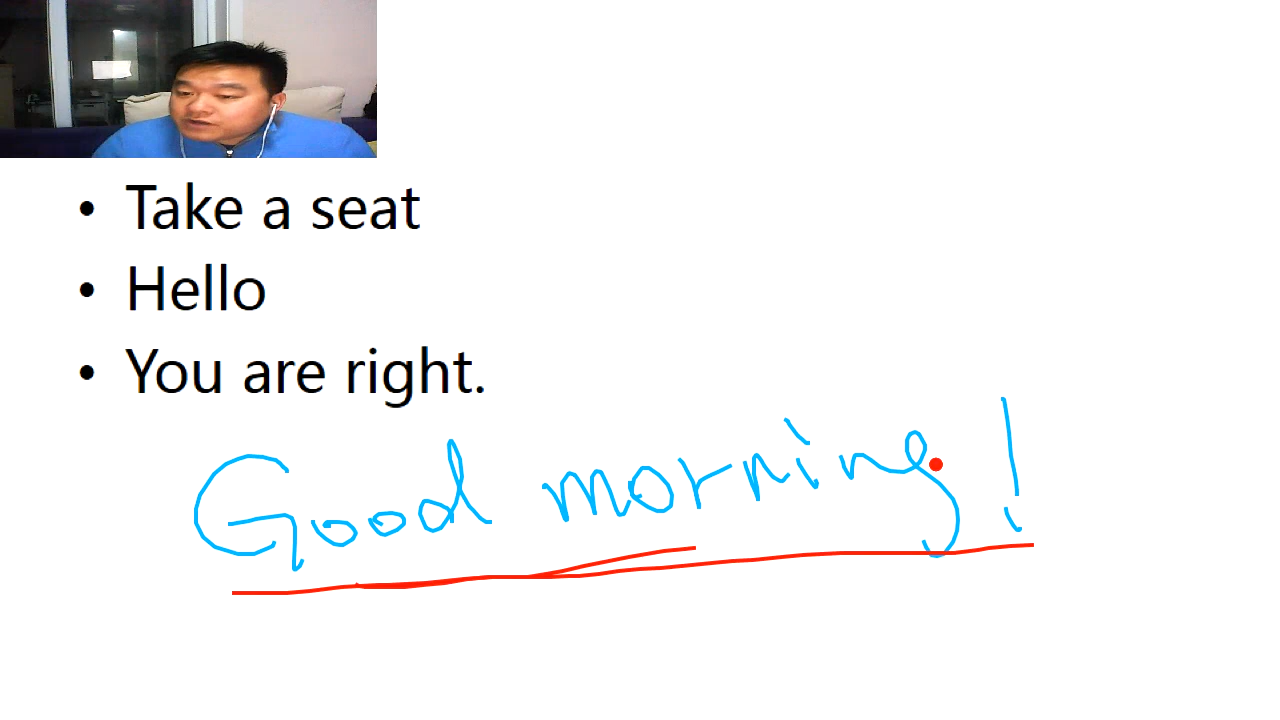 • Take a seat
• Hello
• You are right.
Good morning!